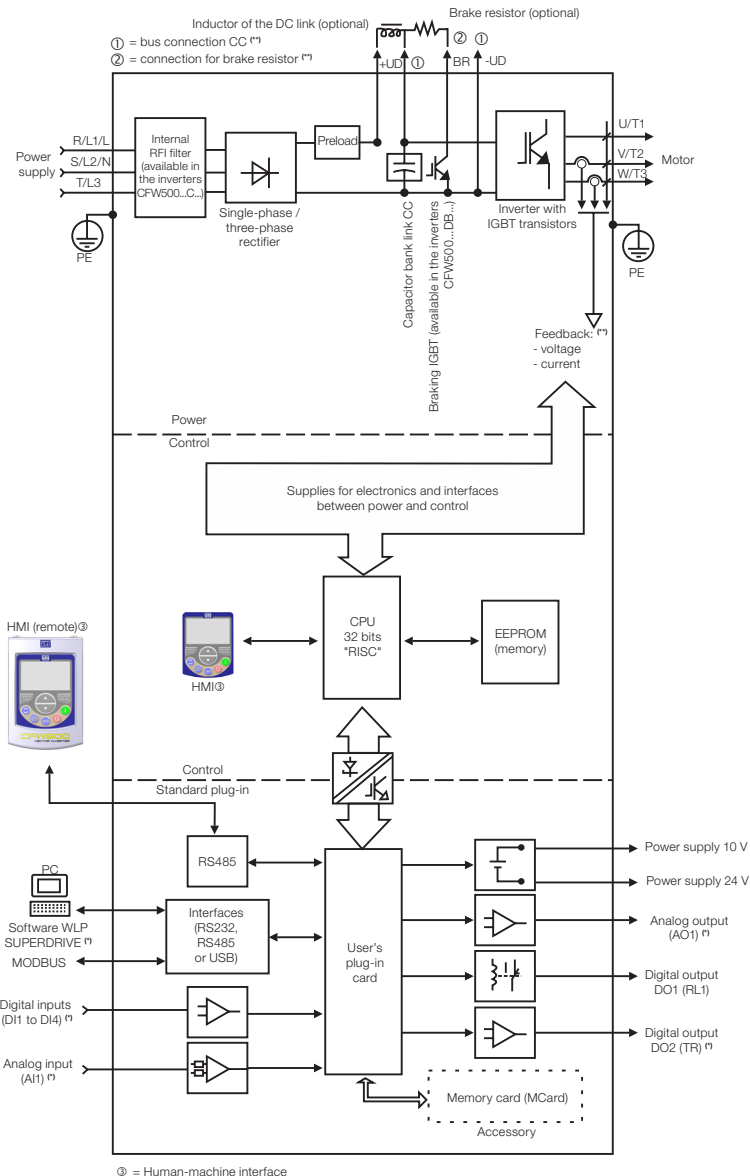 Inductor of the DC link (optional)
Brake resistor (optional)
① = bus connection CC (**)
② = connection for brake resistor (**)
② ①
+UD ① BR -UD
R/L1/L
S/L2/N
T/L3
Power
supply
PE
Internal
RFI filter
(available in
the inverters
CFW500...C...)
Single-phase /
three-phase
rectifier
Preload
Capacitor bank link CC
Braking IGBT (available in the inverters
CFW500...DB...)
Inverter with
IGBT transistors
U/T1
V/T2
W/T3
Motor
PE
Feedback: (**)
- voltage
- current
Power
Control
Supplies for electronics and interfaces
between power and control
CPU
32 bits
"RISC"
EEPROM
(memory)
HMI③
HMI (remote)③
CFW500
VECTOR INVERTER
Control
Standard plug-in
RS485
PC
Software WLP
SUPERDRIVE (*)
MODBUS
Interfaces
(RS232,
RS485
or USB)
Digital inputs
(DI1 to DI4) (*)
Analog input
(AI1) (*)
User's
plug-in
card
Power supply 10 V
Power supply 24 V
Analog output
(AO1) (*)
Digital output
DO1 (RL1)
Digital output
DO2 (TR) (*)
Memory card (MCard)
Accessory
③ = Human-machine interface